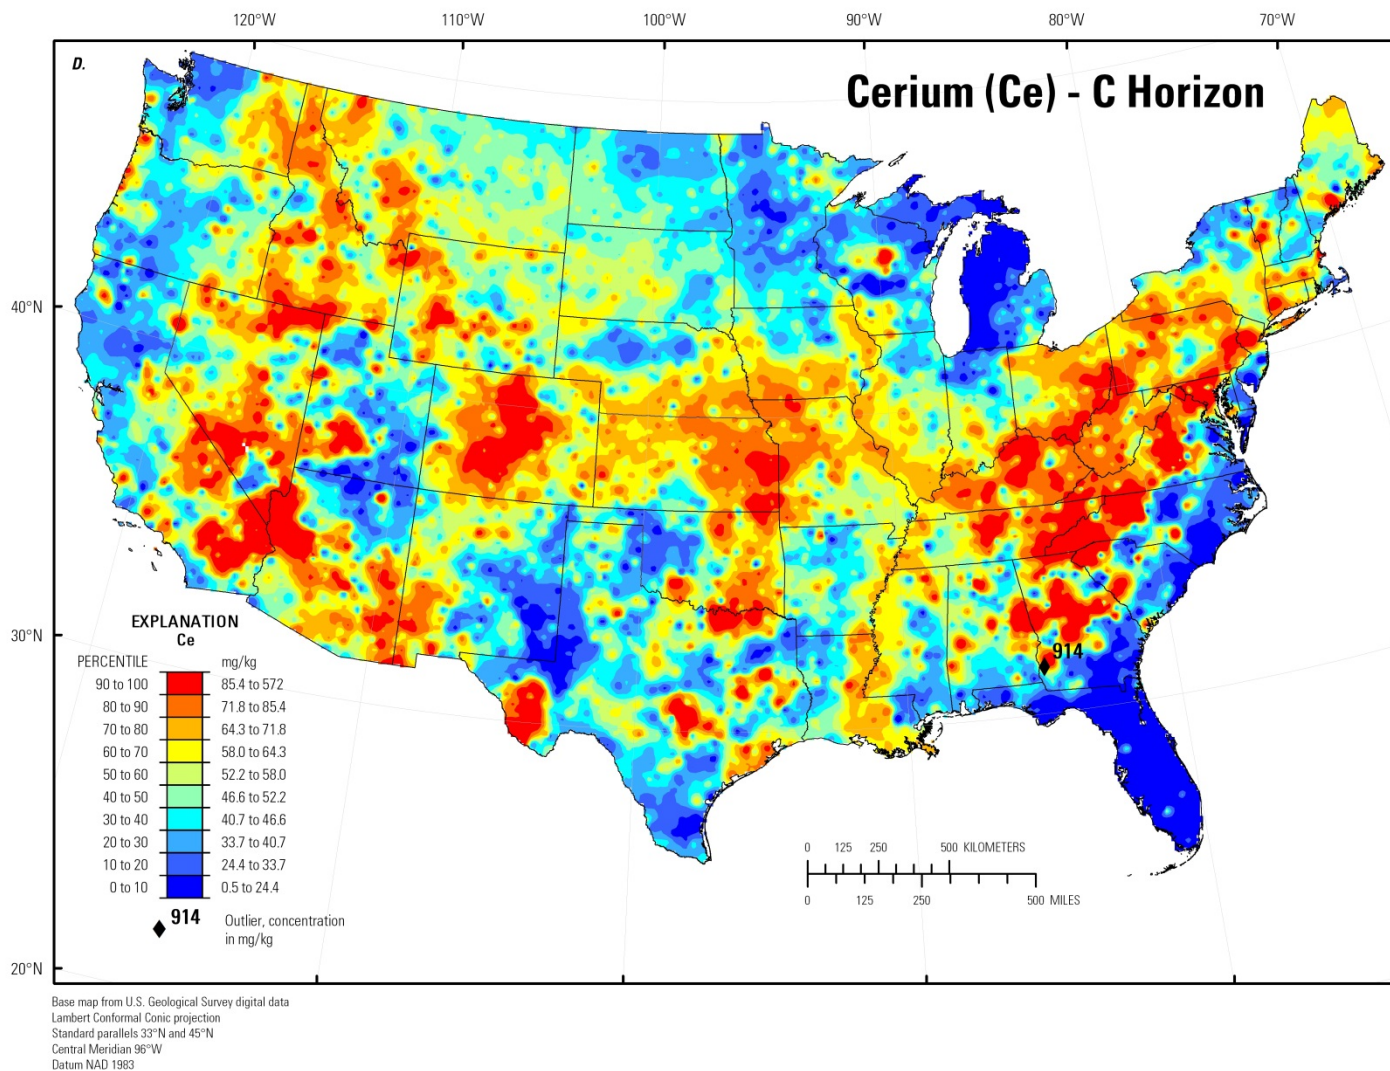 120°W 110°W 100°W 90°W 80°W 70°W
D.
Cerium (Ce) - C Horizon
40°N
30°N
20°N
914
EXPLANATION
Ce
PERCENTILE mg/kg
90 to 100 85.4 to 572
80 to 90 71.8 to 85.4
70 to 80 64.3 to 71.8
60 to 70 58.0 to 64.3
50 to 60 52.2 to 58.0
40 to 50 46.6 to 52.2
30 to 40 40.7 to 46.6
20 to 30 33.7 to 40.7
10 to 20 24.4 to 33.7
0 to 10 0.5 to 24.4
914 Outlier, concentration
in mg/kg
0 125 250 500 KILOMETERS
0 125 250 500 MILES
Base map from U.S. Geological Survey digital data
Lambert Conformal Conic projection
Standard parallels 33°N and 45°N
Central Meridian 96°W
Datum NAD 1983